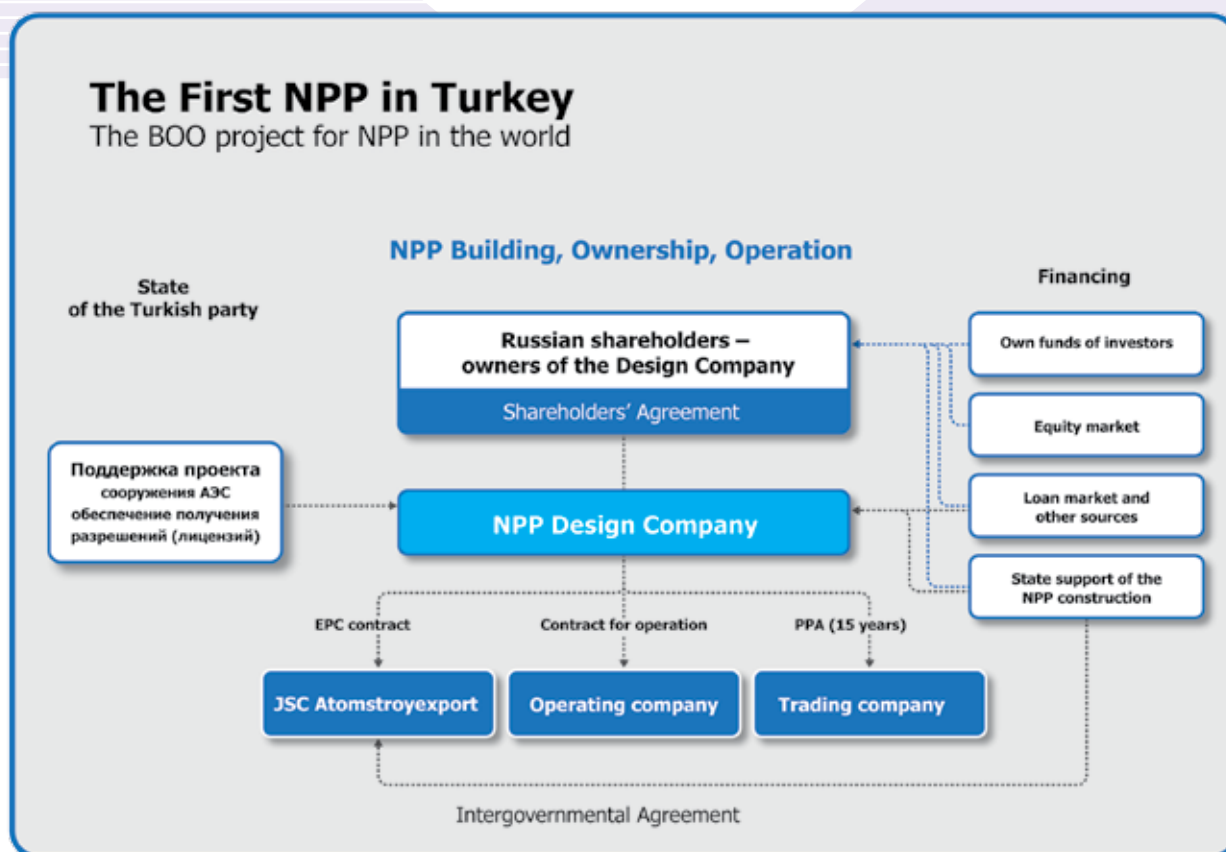 The First NPP in Turkey
The BOO project for NPP in the world
NPP Building, Ownership, Operation
State
of the Turkish party
Financing
Russian shareholders –
owners of the Design Company
Shareholders' Agreement
Own funds of investors
Equity market
Поддержка проекта
сооружения АЭС
обеспечение получения
разрешений (лицензий)
NPP Design Company
Loan market and
other sources
State support of the
NPP construction
EPC contract
Contract for operation
PPA (15 years)
JSC Atomstroyexport
Operating company
Trading company
Intergovernmental Agreement